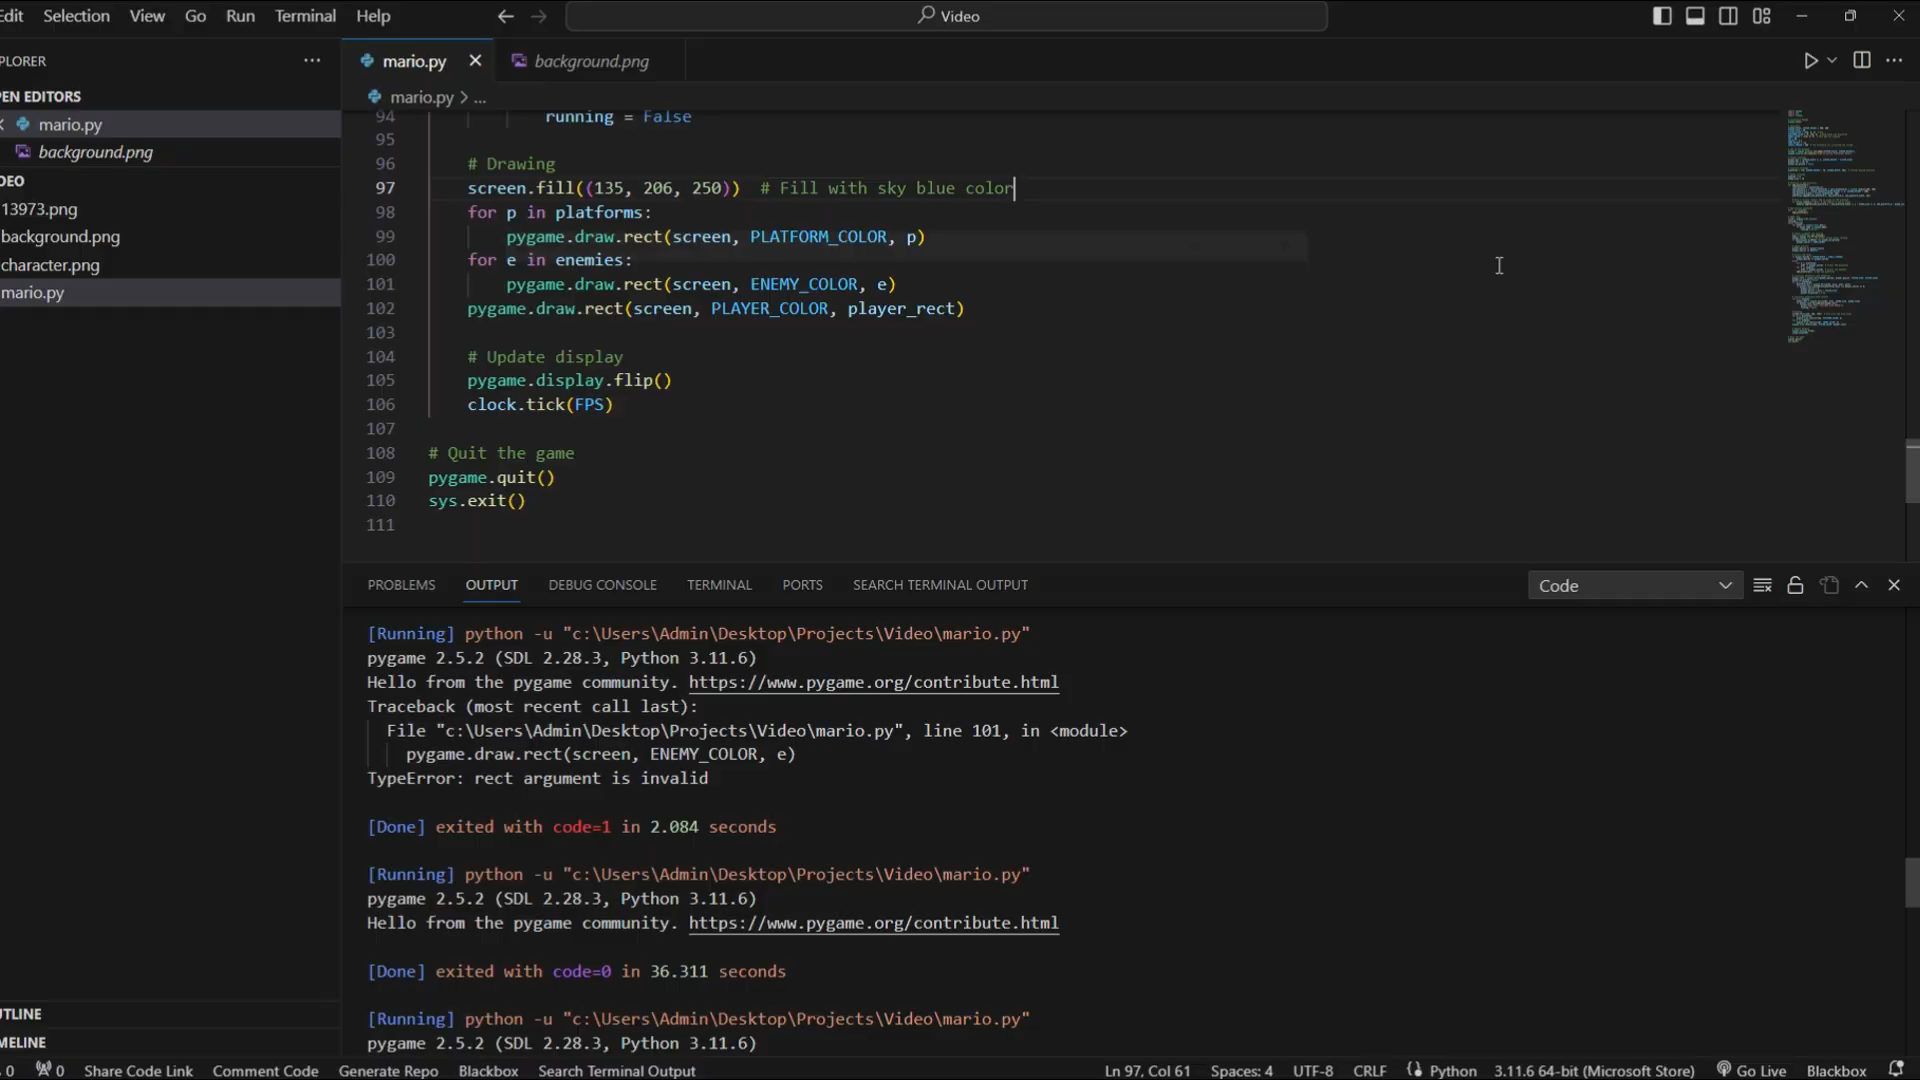 Edit Selection View Go Run Terminal Help Video
PLORER ...
mario.py background.png
PEN EDITORS
mario.py > ...
mario.py
background.png
DEO
13973.png
background.png
character.png
mario.py
94 running = False
95
96 # Drawing
97 screen.fill((135, 206, 250)) # Fill with sky blue color
98 for p in platforms:
99 pygame.draw.rect(screen, PLATFORM_COLOR, p)
100 for e in enemies:
101 pygame.draw.rect(screen, ENEMY_COLOR, e)
102 pygame.draw.rect(screen, PLAYER_COLOR, player_rect)
103
104 # Update display
105 pygame.display.flip()
106 clock.tick(FPS)
107
108 # Quit the game
109 pygame.quit()
110 sys.exit()
111
PROBLEMS OUTPUT DEBUG CONSOLE TERMINAL PORTS SEARCH TERMINAL OUTPUT Code
[Running] python -u "c:\Users\Admin\Desktop\Projects\Video\mario.py"
pygame 2.5.2 (SDL 2.28.3, Python 3.11.6)
Hello from the pygame community. https://www.pygame.org/contribute.html
Traceback (most recent call last):
File "c:\Users\Admin\Desktop\Projects\Video\mario.py", line 101, in <module>
pygame.draw.rect(screen, ENEMY_COLOR, e)
TypeError: rect argument is invalid
[Done] exited with code=1 in 2.084 seconds
[Running] python -u "c:\Users\Admin\Desktop\Projects\Video\mario.py"
pygame 2.5.2 (SDL 2.28.3, Python 3.11.6)
Hello from the pygame community. https://www.pygame.org/contribute.html
[Done] exited with code=0 in 36.311 seconds
[Running] python -u "c:\Users\Admin\Desktop\Projects\Video\mario.py"
pygame 2.5.2 (SDL 2.28.3, Python 3.11.6)
UTLINE
MELINE
0 0 Share Code Link Comment Code Generate Repo Blackbox Search Terminal Output Ln 97, Col 61 Spaces: 4 UTF-8 CRLF Python 3.11.6 64-bit (Microsoft Store) Go Live Blackbox